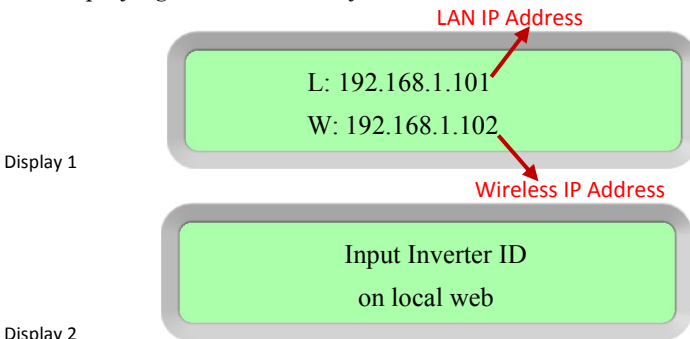 LAN IP Address
L: 192.168.1.101
W: 192.168.1.102
Display 1
Wireless IP Address
Input Inverter ID
on local web
Display 2